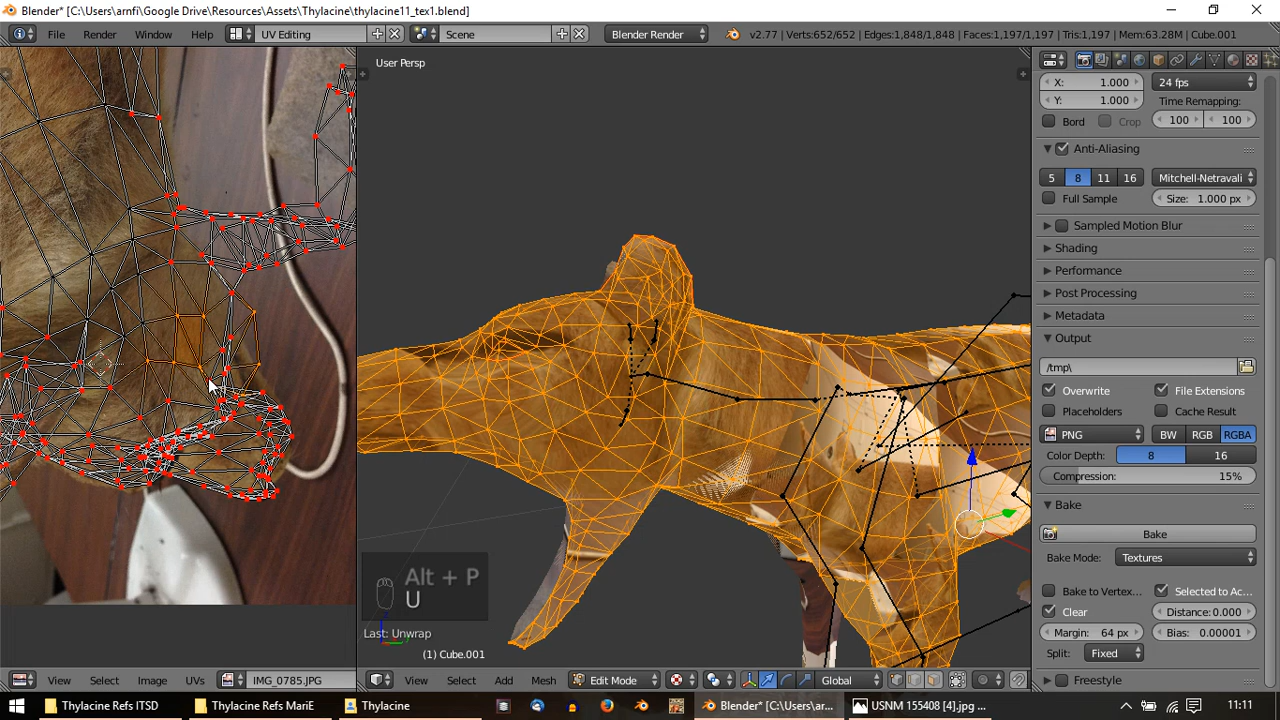 Blender* [C:\Users\arnfi\Google Drive\Resources\Assets\Thylacine\thylacine11_tex1.blend]
File Render Window Help UV Editing Scene Blender Render v2.77 | Verts:652/652 | Edges:1,848/1,848 | Faces:1,197/1,197 | Tris:1,197 | Mem:63.28M | Cube.001
User Persp
X: 1.000 24 fps
Y: 1.000 Time Remapping:
Bord Crop 100 100
Anti-Aliasing
5 8 11 16 Mitchell-Netravali
Full Sample Size: 1.000 px
Sampled Motion Blur
Shading
Performance
Post Processing
Metadata
Output
/tmp\
Overwrite File Extensions
Placeholders Cache Result
PNG BW RGB RGBA
Color Depth: 8 16
Compression: 15%
Bake
Bake
Bake Mode: Textures
Bake to Vertex... Selected to Ac...
Clear Distance: 0.000
Margin: 64 px Bias: 0.00001
Split: Fixed
Freestyle
Alt + P
U
Last: Unwrap
(1) Cube.001
View Select Image UVs IMG_0785.JPG View Select Add Mesh Edit Mode Global
Thylacine Refs ITSD Thylacine Refs MariE Thylacine Blender* [C:\Users\ar... USNM 155408 [4].jpg ... 11:11